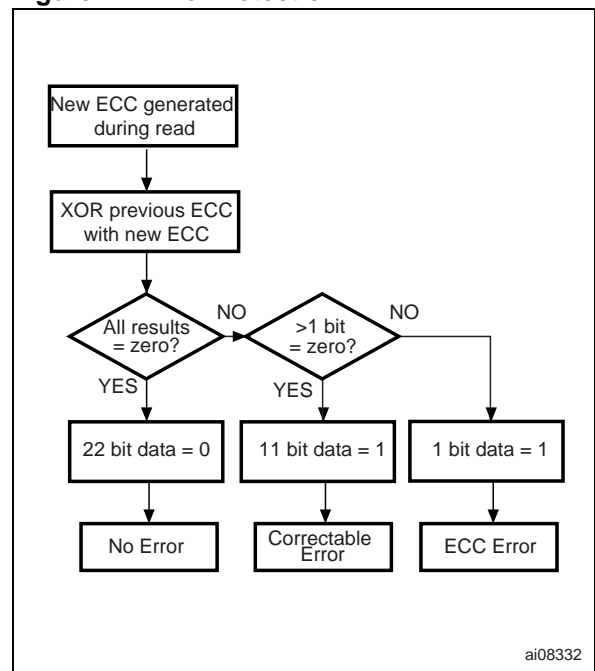 New ECC generated
during read
XOR previous ECC
with new ECC
All results
= zero?
NO
>1 bit
= zero?
NO
YES
YES
22 bit data = 0
11 bit data = 1
1 bit data = 1
No Error
Correctable
Error
ECC Error
ai08332